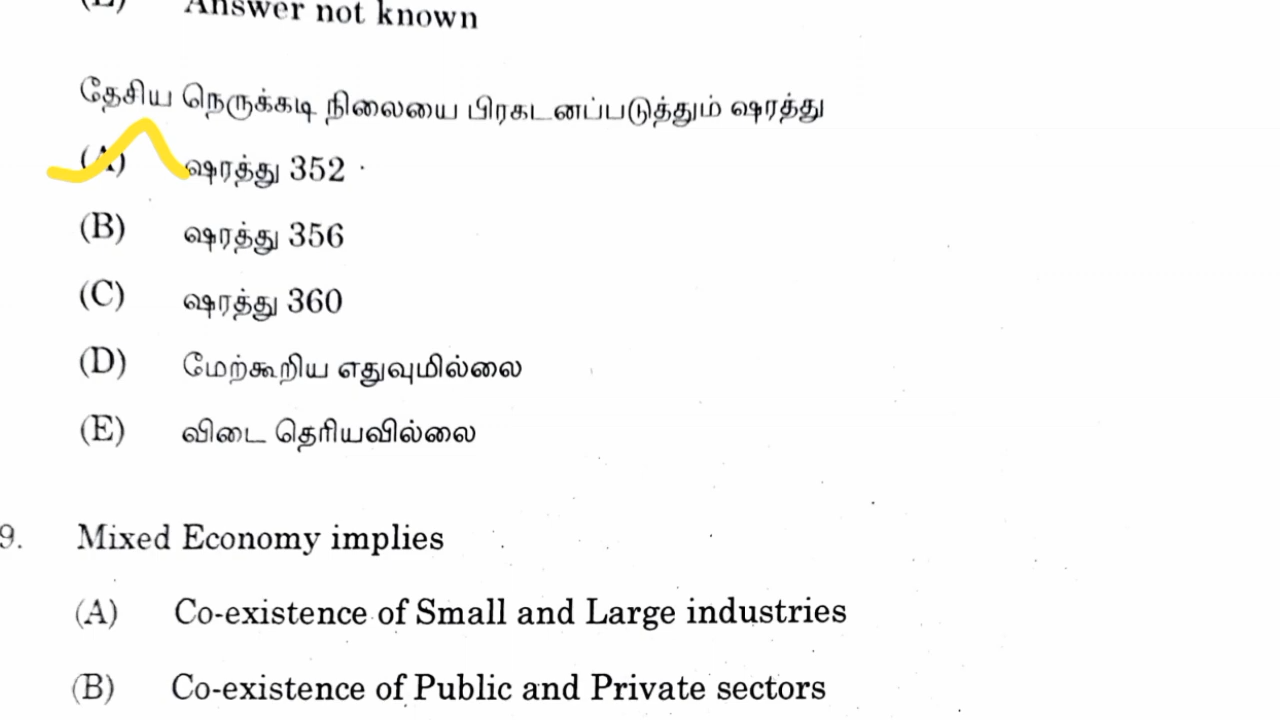 (E) Answer not known
தேசிய நெருக்கடி நிலையை பிரகடனப்படுத்தும் ஷரத்து
(A) ஷரத்து 352
(B) ஷரத்து 356
(C) ஷரத்து 360
(D) மேற்கூறிய எதுவுமில்லை
(E) விடை தெரியவில்லை
9. Mixed Economy implies
(A) Co-existence of Small and Large industries
(B) Co-existence of Public and Private sectors